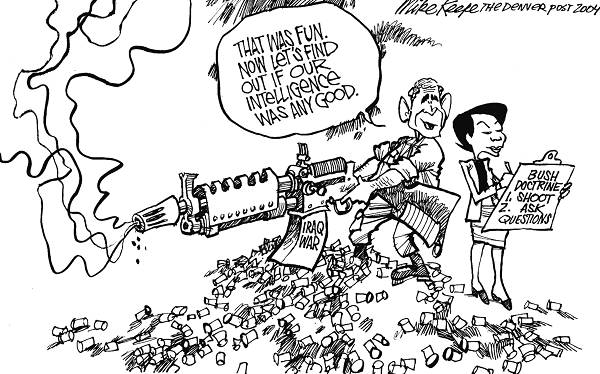 Mike Keefe THE DENVER POST 2004
THAT WAS FUN.
NOW LET'S FIND
OUT IF OUR
INTELLIGENCE
WAS ANY GOOD.
IRAQ
WAR
BUSH
DOCTRINE
1. SHOOT
2. ASK
QUESTIONS